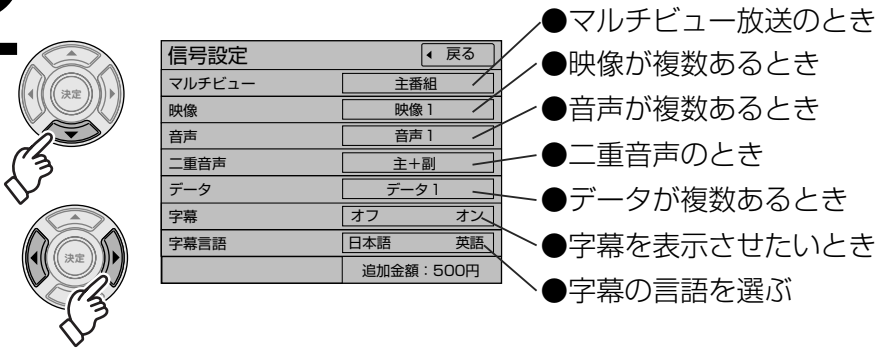 2
決定
決定
信号設定 ◀ 戻る
マルチビュー 主番組
映像 映像1
音声 音声1
二重音声 主+副
データ データ1
字幕 オフ オン
字幕言語 日本語 英語
追加金額：500円
●マルチビュー放送のとき
●映像が複数あるとき
●音声が複数あるとき
●二重音声のとき
●データが複数あるとき
●字幕を表示させたいとき
●字幕の言語を選ぶ